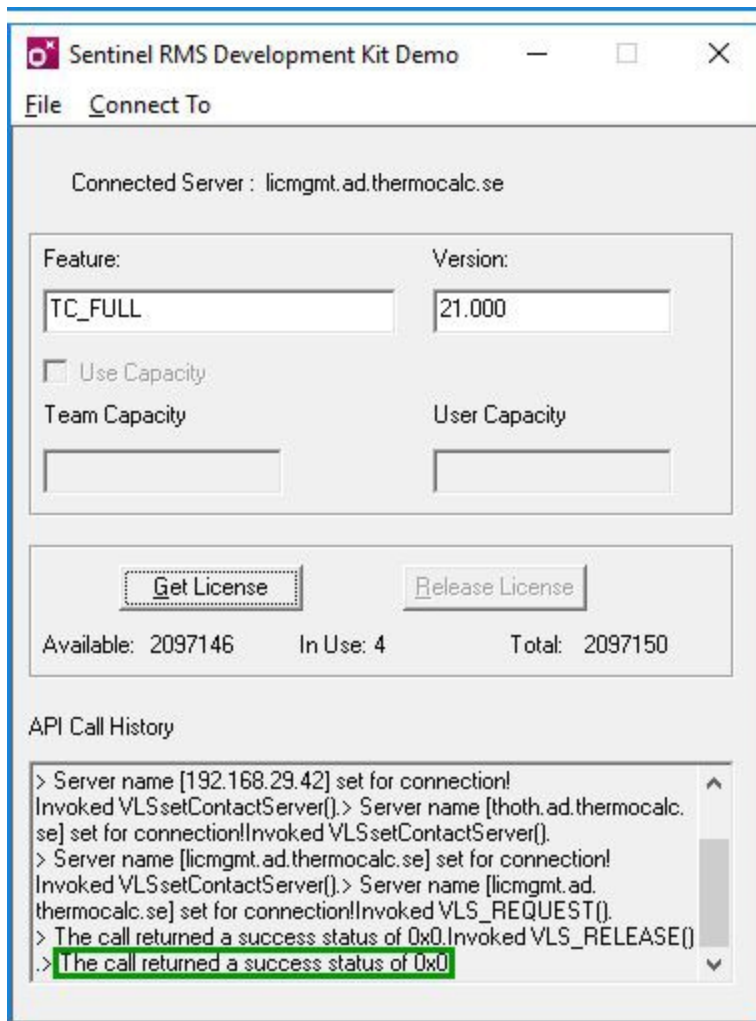 Sentinel RMS Development Kit Demo
File Connect To
Connected Server : licmgmt.ad.thermocalc.se
Feature: Version:
TC_FULL 21.000
Use Capacity
Team Capacity User Capacity
Get License Release License
Available: 2097146 In Use: 4 Total: 2097150
API Call History
> Server name [192.168.29.42] set for connection!
Invoked VLSsetContactServer().> Server name [thoth.ad.thermocalc.
se] set for connection!Invoked VLSsetContactServer().
> Server name [licmgmt.ad.thermocalc.se] set for connection!
Invoked VLSsetContactServer().> Server name [licmgmt.ad.
thermocalc.se] set for connection!Invoked VLS_REQUEST().
> The call returned a success status of 0x0.Invoked VLS_RELEASE()
.> The call returned a success status of 0x0